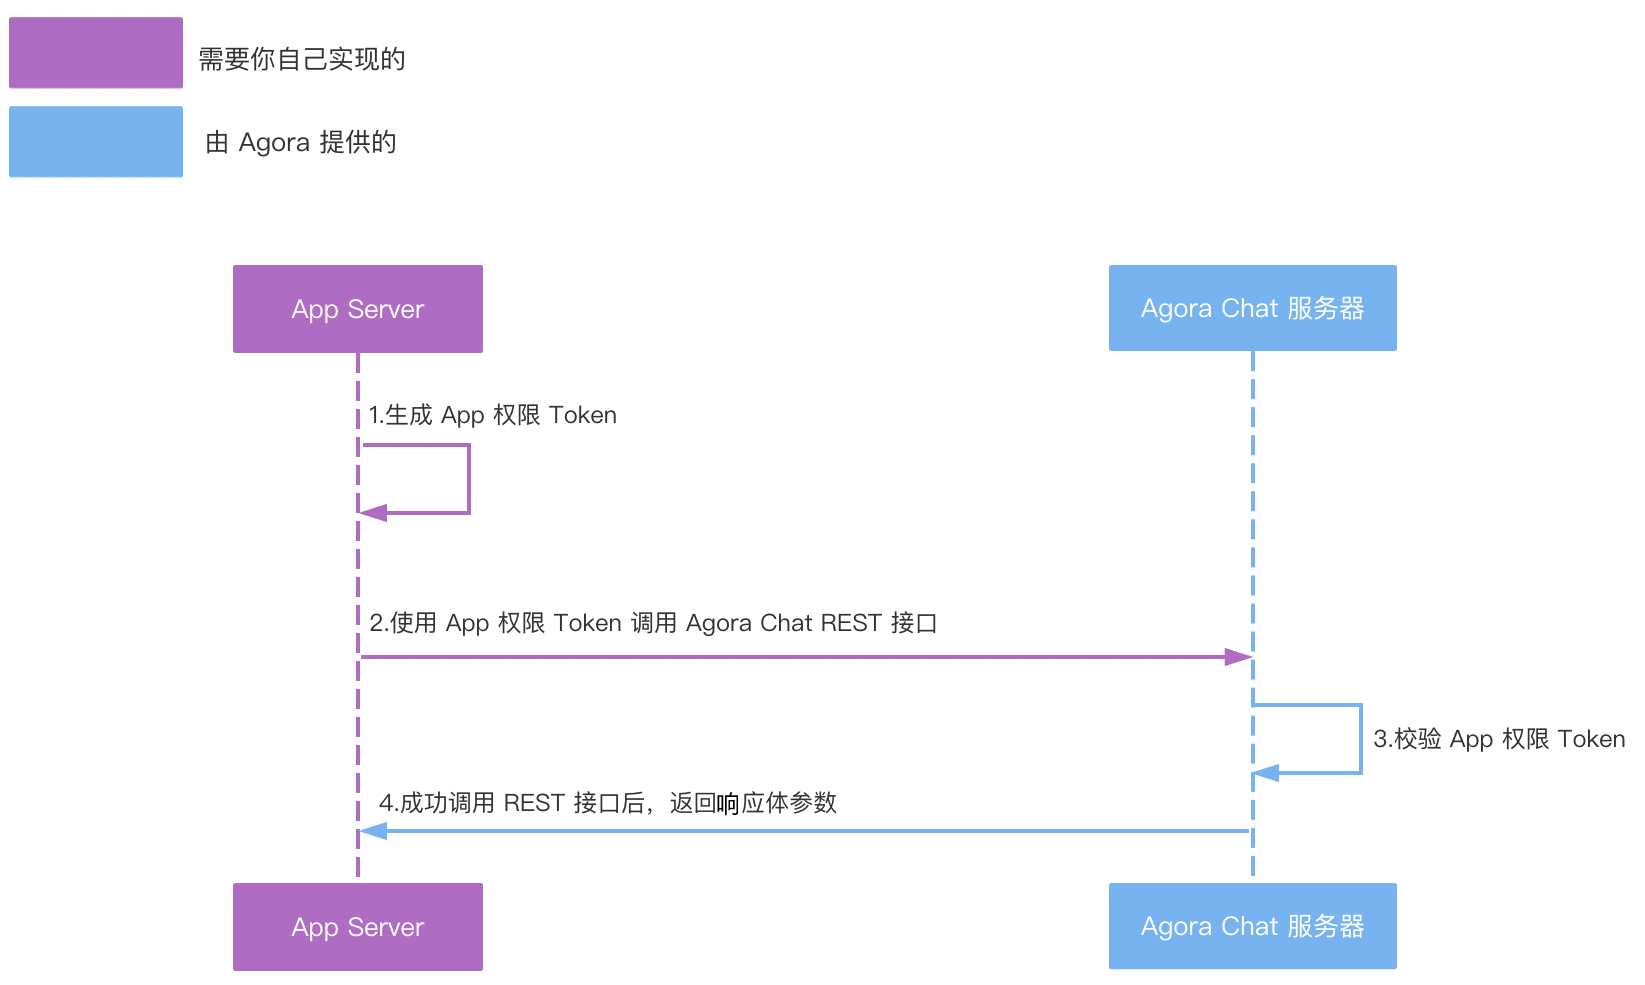 需要你自己实现的
由 Agora 提供的
App Server
Agora Chat 服务器
1.生成 App 权限 Token
2.使用 App 权限 Token 调用 Agora Chat REST 接口
3.校验 App 权限 Token
4.成功调用 REST 接口后，返回响应体参数
App Server
Agora Chat 服务器